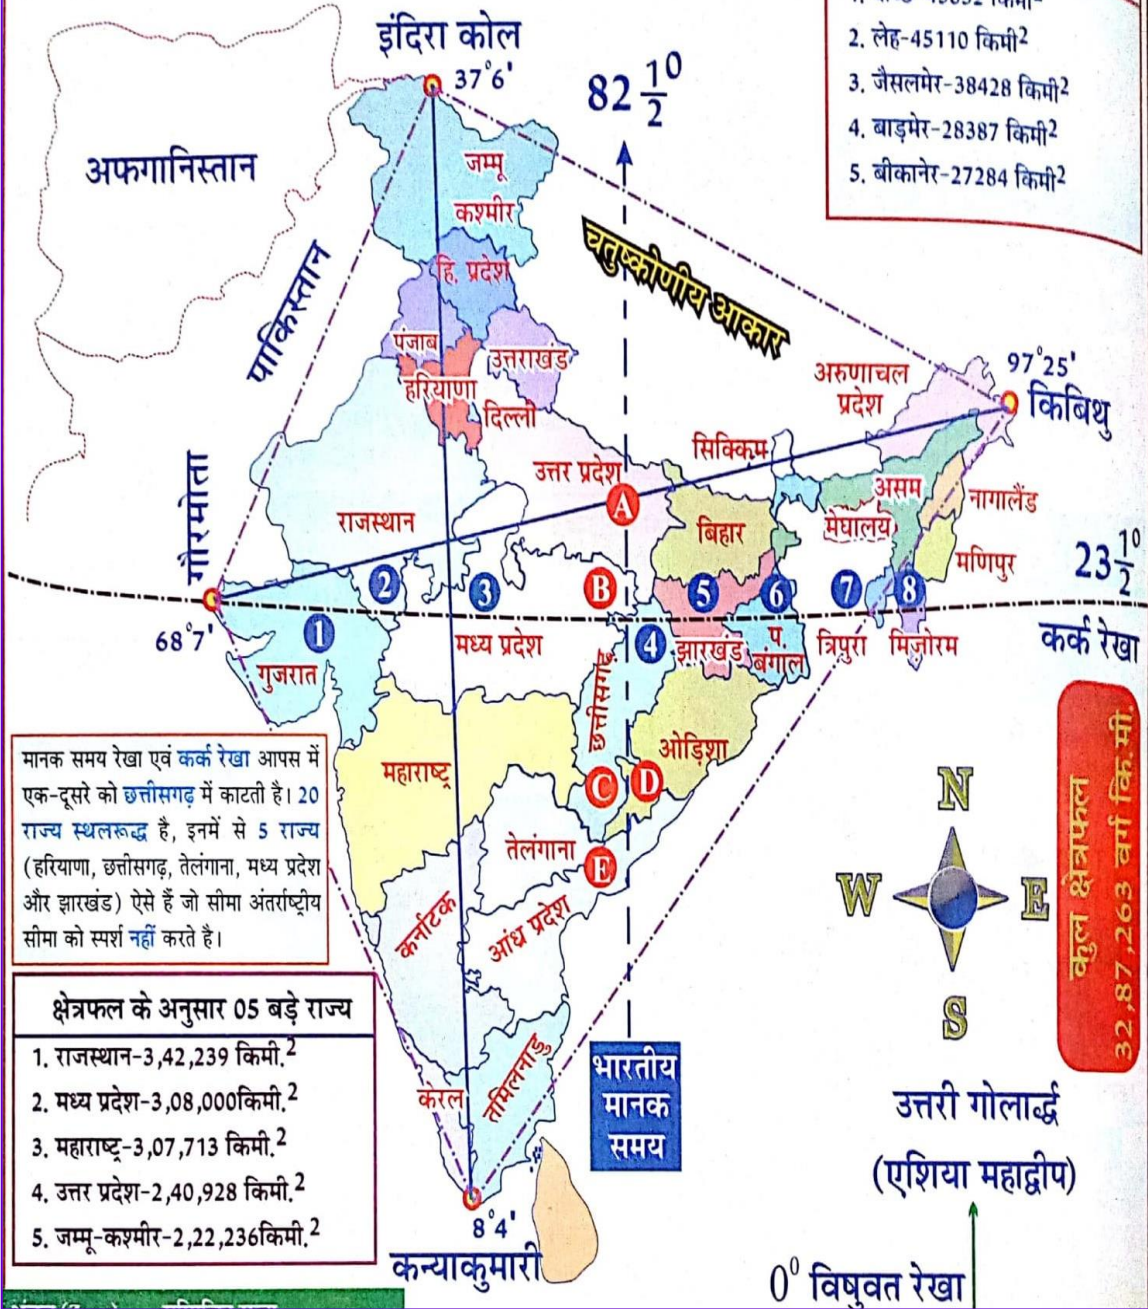 इंदिरा कोल
37°6'
82 1/2 0
2. लेह-45110 किमी²
3. जैसलमेर-38428 किमी²
4. बाड़मेर-28387 किमी²
5. बीकानेर-27284 किमी²
अफगानिस्तान
जम्मू
कश्मीर
हि. प्रदेश
पाकिस्तान
चतुष्कोणीय आकार
पंजाब
उत्तराखंड
हरियाणा
दिल्ली
अरुणाचल
प्रदेश
97°25'
किबिथु
सिक्किम
उत्तर प्रदेश
A
असम
नागालैंड
गौरमोता
राजस्थान
बिहार
मेघालय
मणिपुर
23 1/2 0
2
3
B
5
6
7
8
68°7'
1
गुजरात
मध्य प्रदेश
4
झारखंड
प.
बंगाल
त्रिपुरा
मिज़ोरम
कर्क रेखा
छत्तीसगढ़
मानक समय रेखा एवं कर्क रेखा आपस में
एक-दूसरे को छत्तीसगढ़ में काटती है। 20
राज्य स्थलरूद्ध है, इनमें से 5 राज्य
(हरियाणा, छत्तीसगढ़, तेलंगाना, मध्य प्रदेश
और झारखंड) ऐसे हैं जो सीमा अंतर्राष्ट्रीय
सीमा को स्पर्श नहीं करते है।
महाराष्ट्र
ओड़िशा
C
D
तेलंगाना
E
कर्नाटक
आंध्र प्रदेश
N
W
E
S
कुल क्षेत्रफल
32,87,263 वर्ग कि.मी.
क्षेत्रफल के अनुसार 05 बड़े राज्य
1. राजस्थान-3,42,239 किमी.²
2. मध्य प्रदेश-3,08,000किमी.²
3. महाराष्ट्र-3,07,713 किमी.²
4. उत्तर प्रदेश-2,40,928 किमी.²
5. जम्मू-कश्मीर-2,22,236किमी.²
केरल
तमिलनाडु
भारतीय
मानक
समय
उत्तरी गोलार्द्ध
(एशिया महाद्वीप)
8°4'
कन्याकुमारी
0⁰ विषुवत रेखा